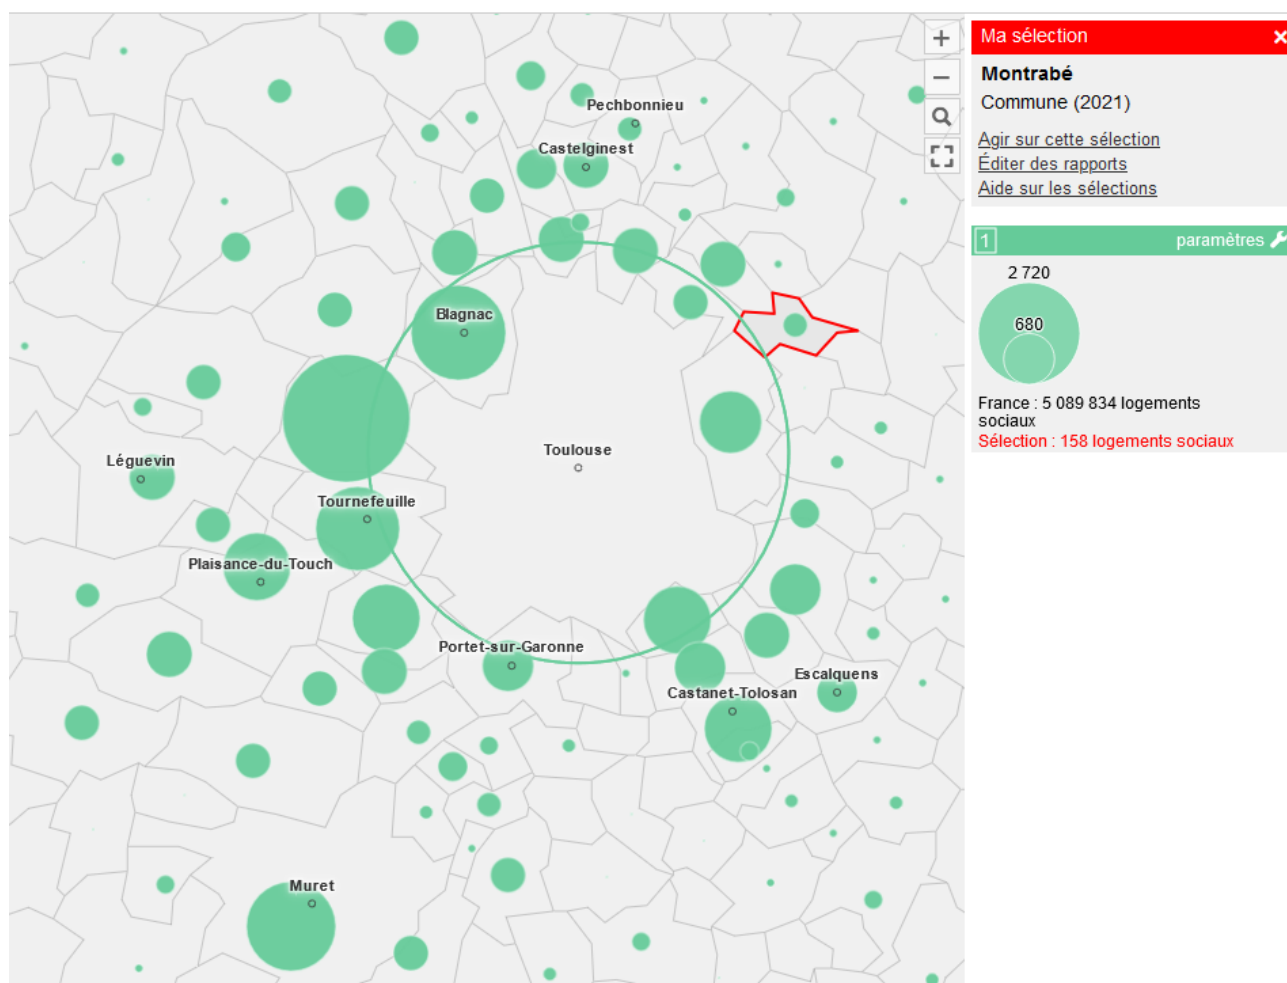 Pechbonnieu
Castelginest
Blagnac
Toulouse
Léguevin
Tournefeuille
Plaisance-du-Touch
Portet-sur-Garonne
Escalquens
Castanet-Tolosan
Muret
+
−
Ma sélection ×
Montrabé
Commune (2021)
Agir sur cette sélection
Éditer des rapports
Aide sur les sélections
1 paramètres
2 720
680
France : 5 089 834 logements
sociaux
Sélection : 158 logements sociaux